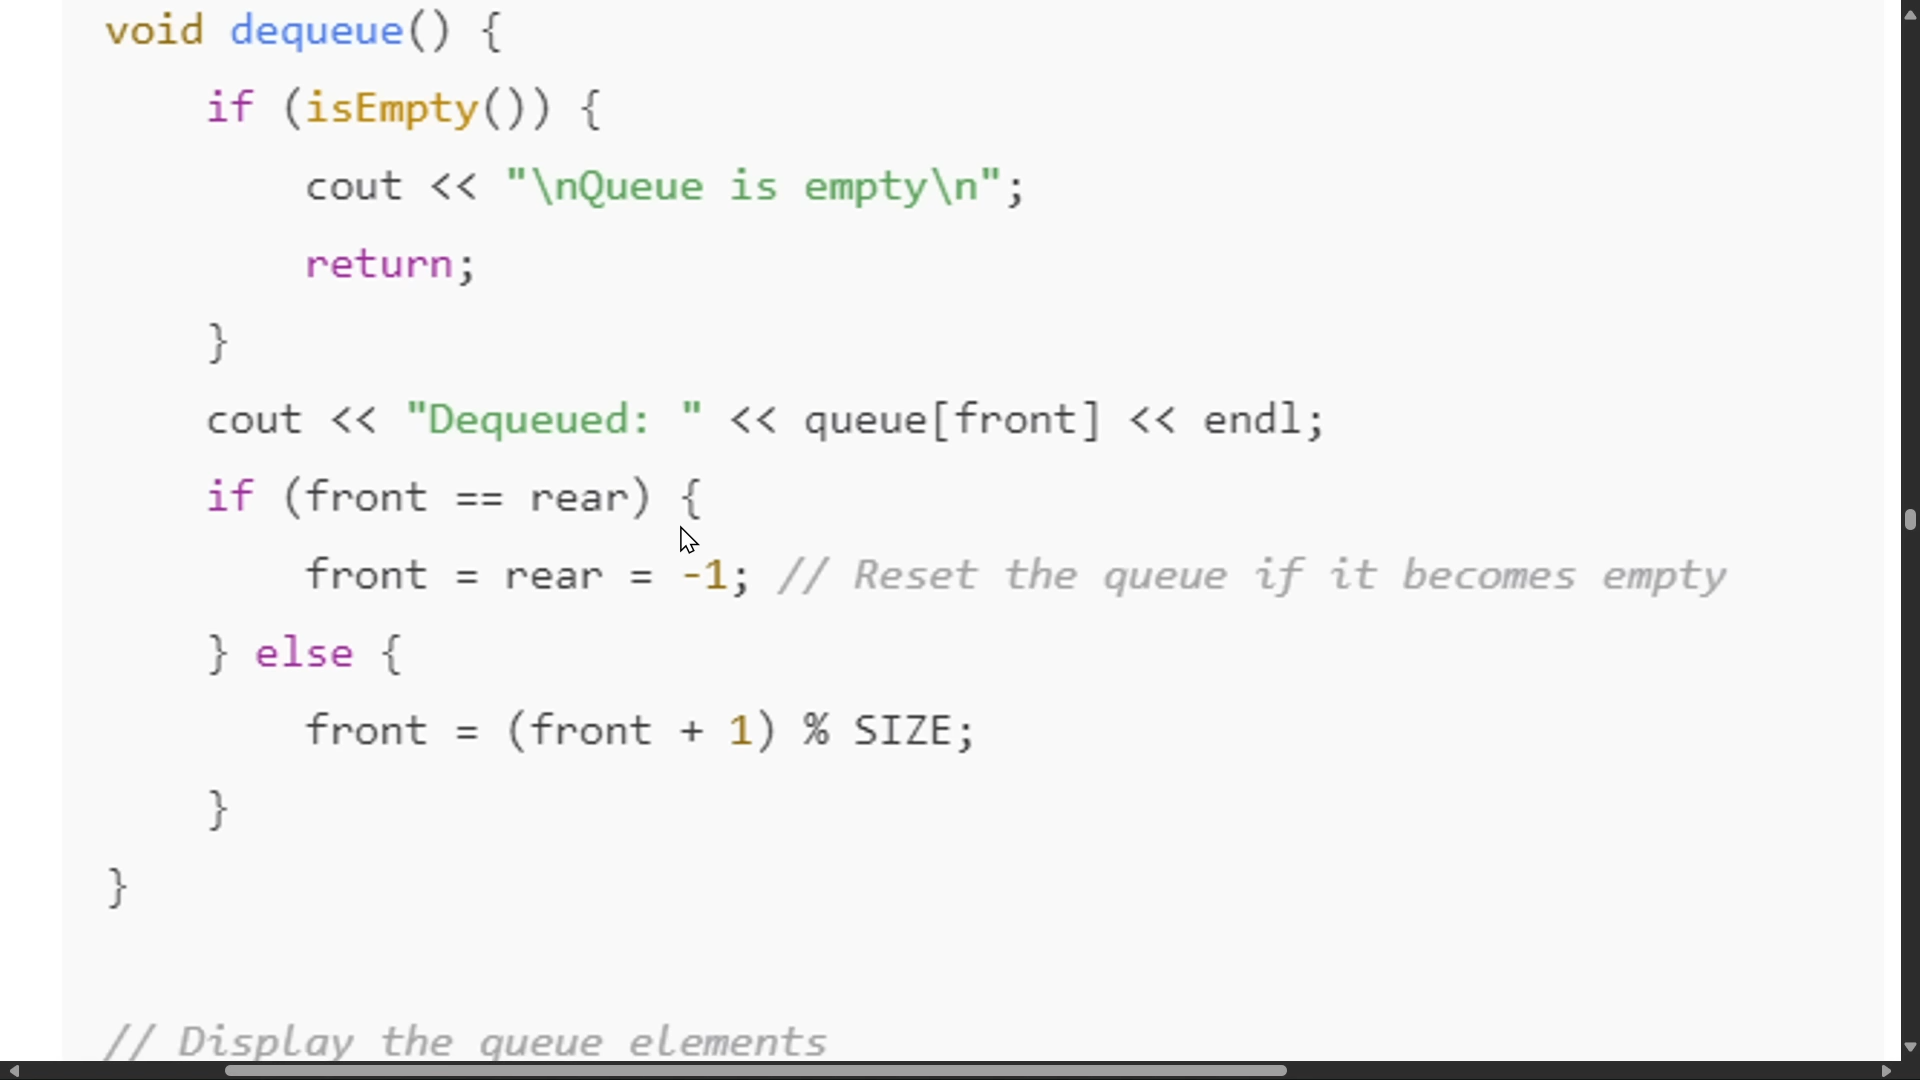 void dequeue() {
    if (isEmpty()) {
        cout << "\nQueue is empty\n";
        return;
    }
    cout << "Dequeued: " << queue[front] << endl;
    if (front == rear) {
        front = rear = -1; // Reset the queue if it becomes empty
    } else {
        front = (front + 1) % SIZE;
    }
}
// Display the queue elements